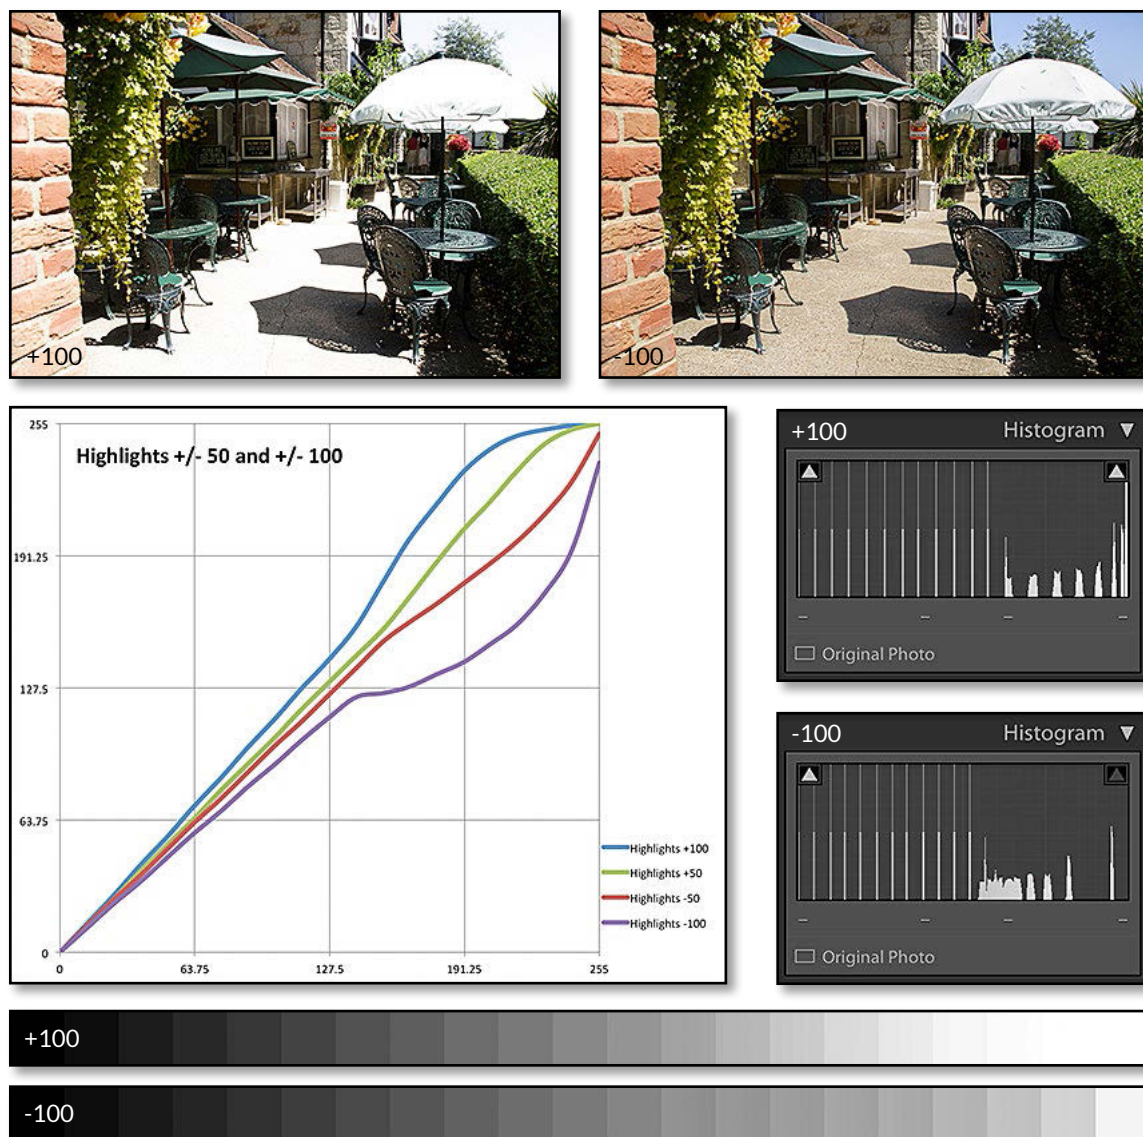 +100
-100
Highlights +/- 50 and +/- 100
255
191.25
127.5
63.75
0
0
63.75
127.5
191.25
255
Highlights +100
Highlights +50
Highlights -50
Highlights -100
+100
Histogram
Original Photo
-100
Histogram
Original Photo
+100
-100